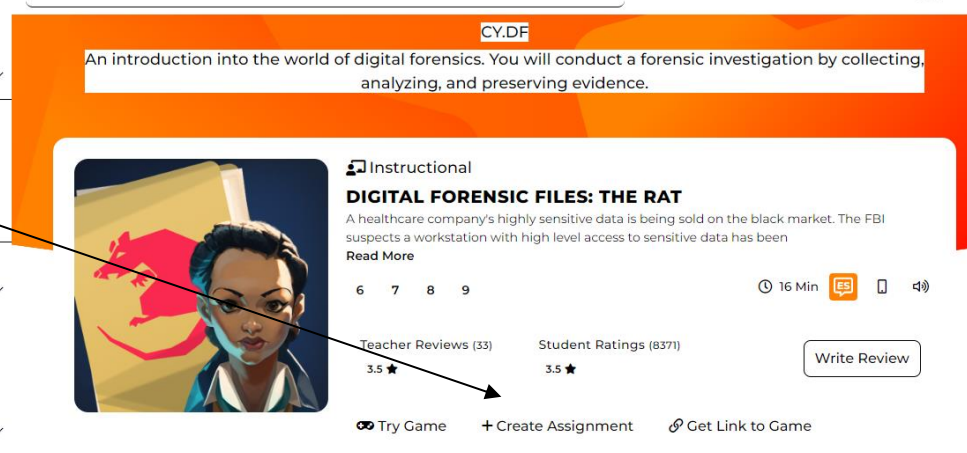 CY.DF
An introduction into the world of digital forensics. You will conduct a forensic investigation by collecting,
analyzing, and preserving evidence.
Instructional
DIGITAL FORENSIC FILES: THE RAT
A healthcare company's highly sensitive data is being sold on the black market. The FBI
suspects a workstation with high level access to sensitive data has been
Read More
6 7 8 9
16 Min ES
Teacher Reviews (33) Student Ratings (8371)
3.5 3.5
Write Review
Try Game + Create Assignment Get Link to Game